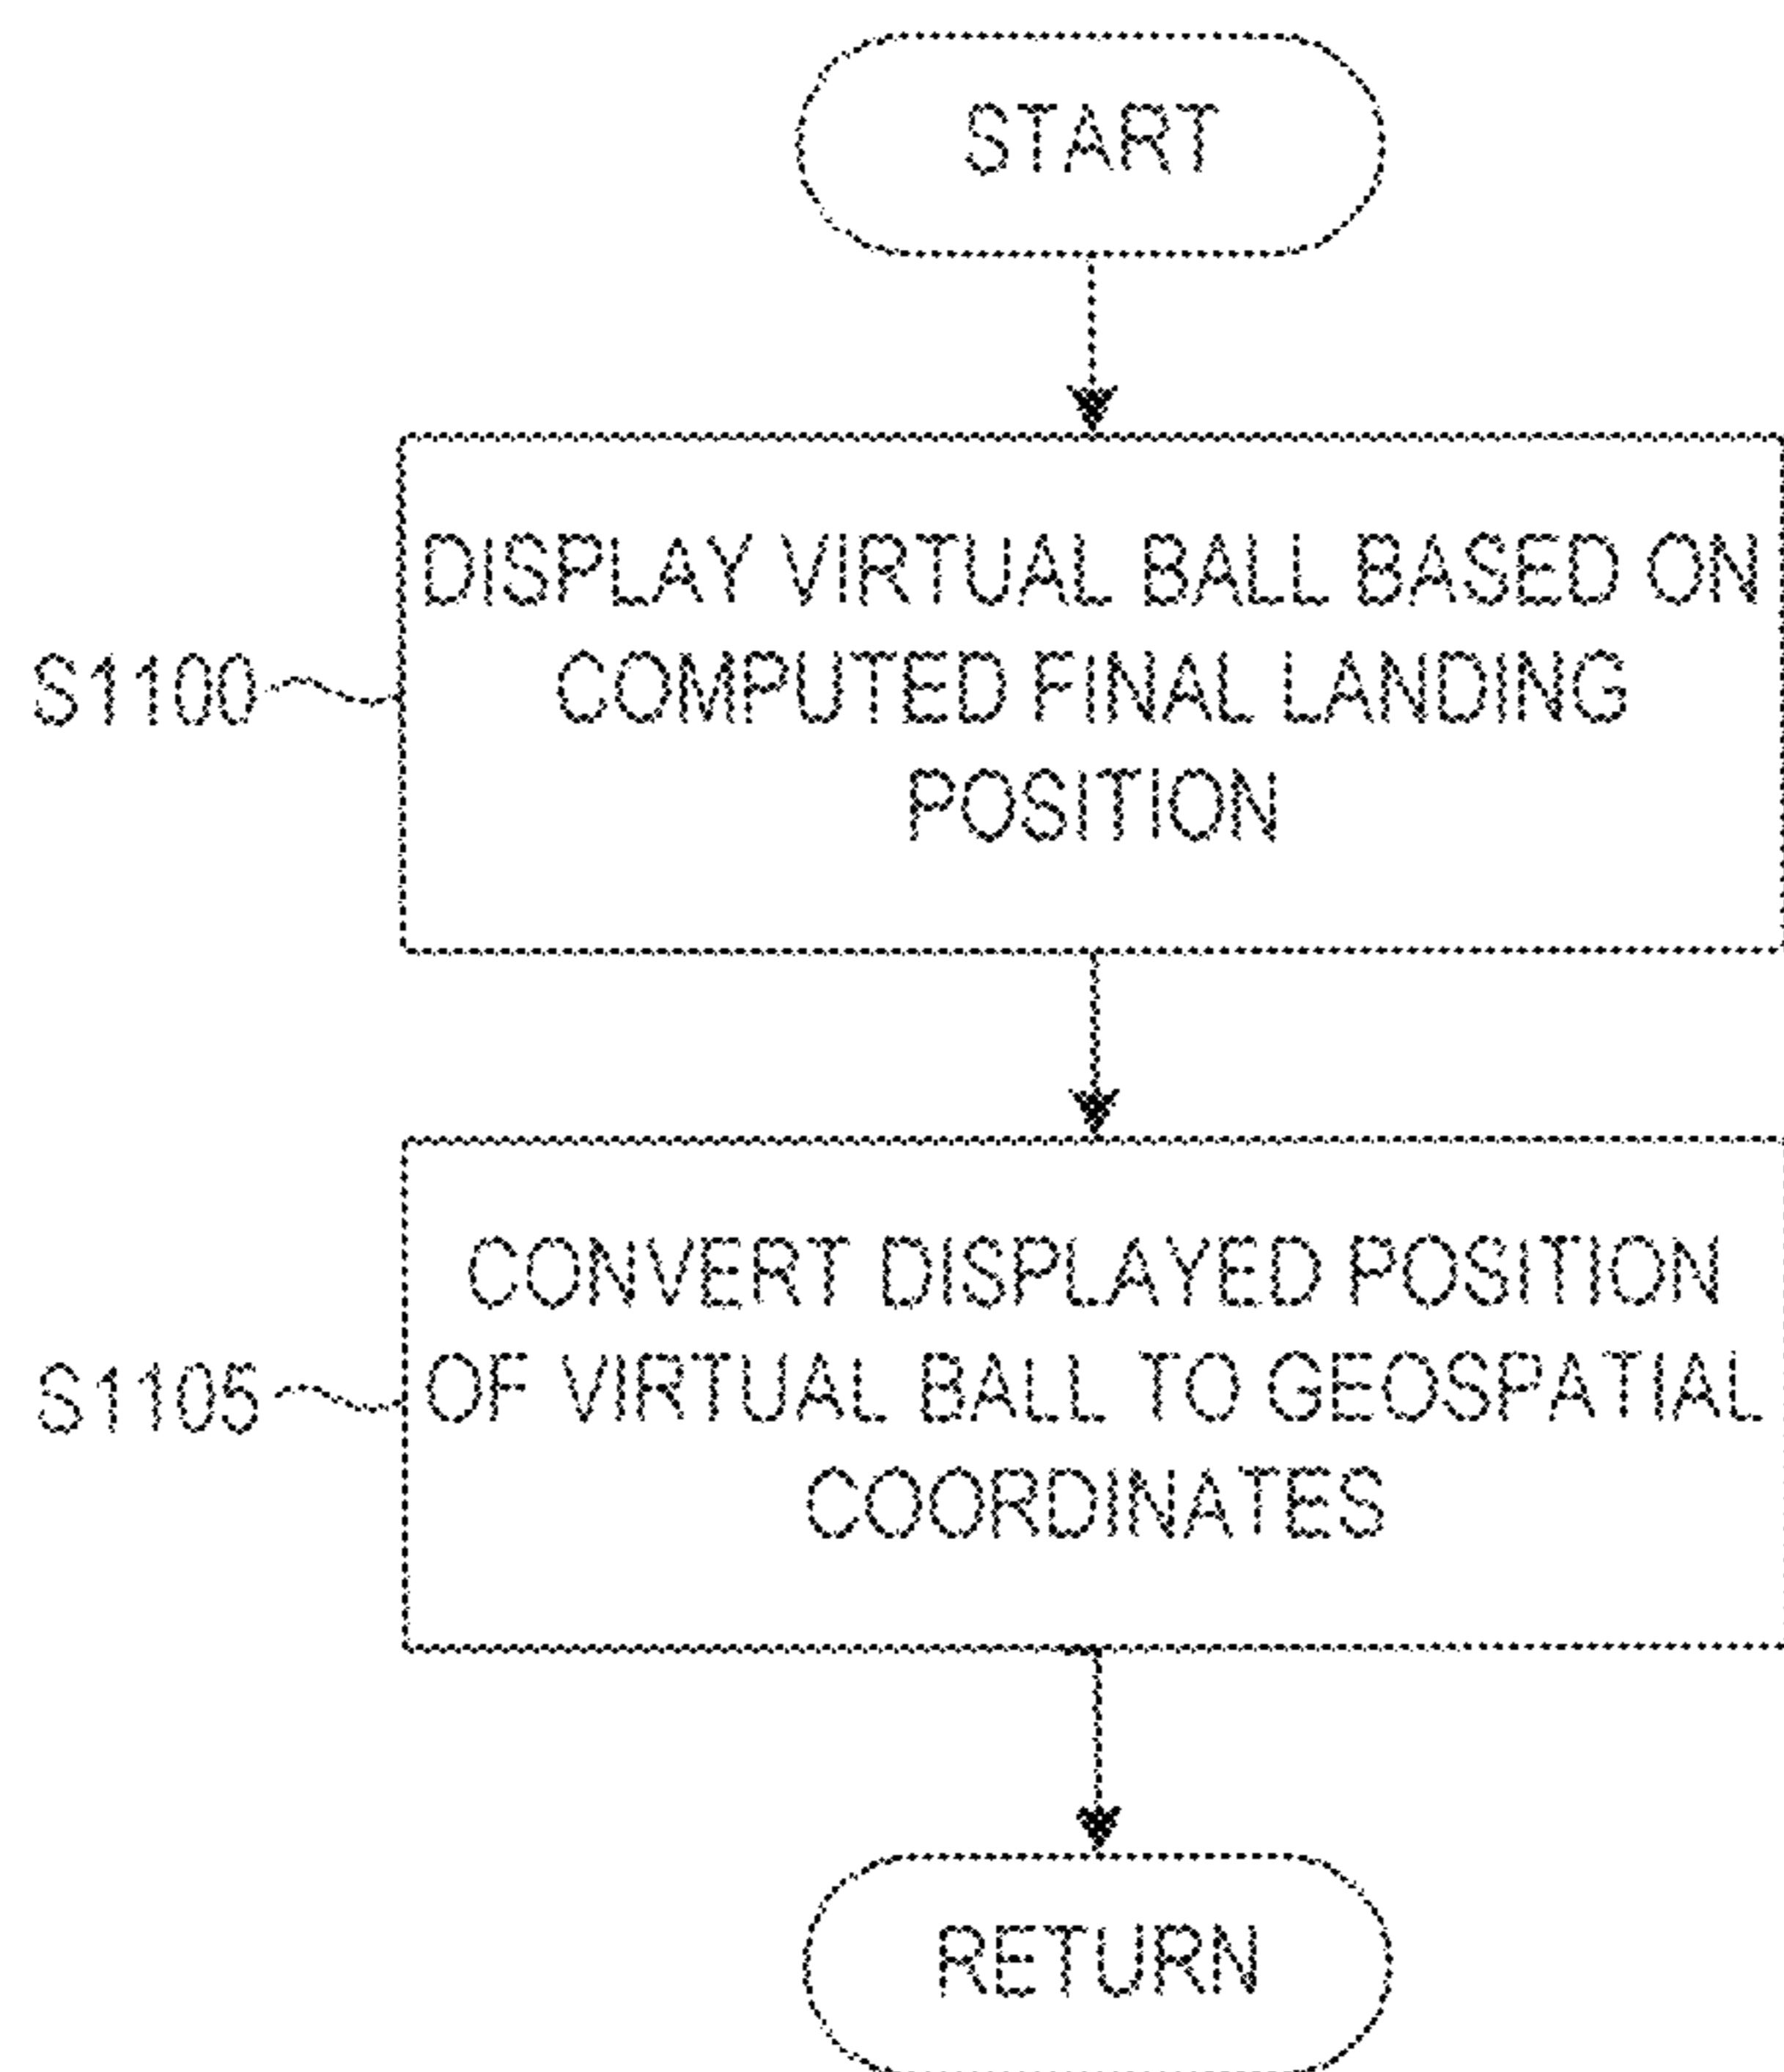 START
DISPLAY VIRTUAL BALL BASED ON
COMPUTED FINAL LANDING
S1100
POSITION
CONVERT DISPLAYED POSITION
OF VIRTUAL BALL TO GEOSPATIAL
S1105
COORDINATES
RETURN